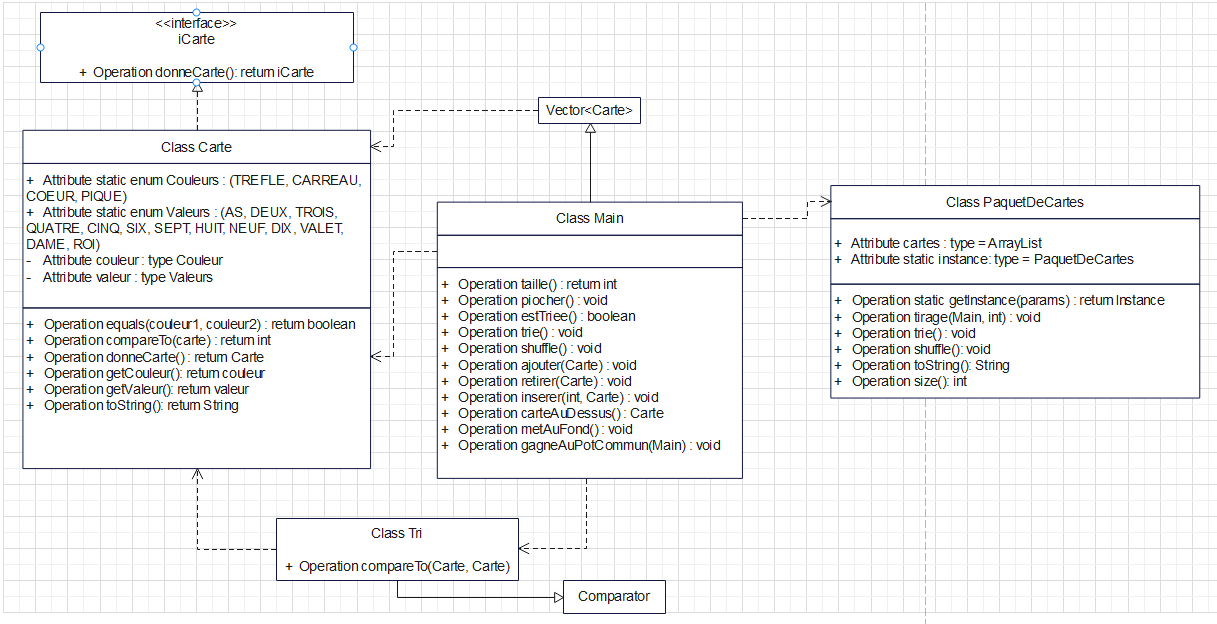 <<interface>>
iCarte
+ Operation donneCarte(): return iCarte
Class Carte
+ Attribute static enum Couleurs : (TREFLE, CARREAU,
COEUR, PIQUE)
+ Attribute static enum Valeurs : (AS, DEUX, TROIS,
QUATRE, CINQ, SIX, SEPT, HUIT, NEUF, DIX, VALET,
DAME, ROI)
- Attribute couleur : type Couleur
- Attribute valeur : type Valeurs
+ Operation equals(couleur1, couleur2) : return boolean
+ Operation compareTo(carte) : return int
+ Operation donneCarte() : return Carte
+ Operation getCouleur(): return couleur
+ Operation getValeur(): return valeur
+ Operation toString(): return String
Vector<Carte>
Class Main
+ Operation taille() : return int
+ Operation piocher() : void
+ Operation estTriee() : boolean
+ Operation trie() : void
+ Operation shuffle() : void
+ Operation ajouter(Carte) : void
+ Operation retirer(Carte) : void
+ Operation inserer(int, Carte) : void
+ Operation carteAuDessus() : Carte
+ Operation metAuFond() : void
+ Operation gagneAuPotCommun(Main) : void
Class PaquetDeCartes
+ Attribute cartes : type = ArrayList
+ Attribute static instance: type = PaquetDeCartes
+ Operation static getInstance(params) : return Instance
+ Operation tirage(Main, int) : void
+ Operation trie() : void
+ Operation shuffle(): void
+ Operation toString(): String
+ Operation size(): int
Class Tri
+ Operation compareTo(Carte, Carte)
Comparator